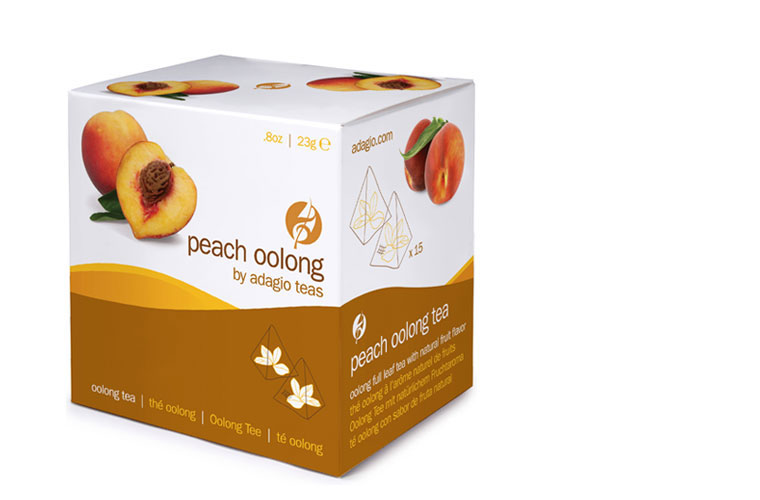 .8oz | 23g ℮
peach oolong
by adagio teas
oolong tea | thé oolong | Oolong Tee | té oolong
adagio.com
x 15
peach oolong tea
oolong full leaf tea with natural fruit flavor
thé oolong à l'arôme naturel de fruits
Oolong Tee mit natürlichem Fruchtaroma
té oolong con sabor de fruta natural